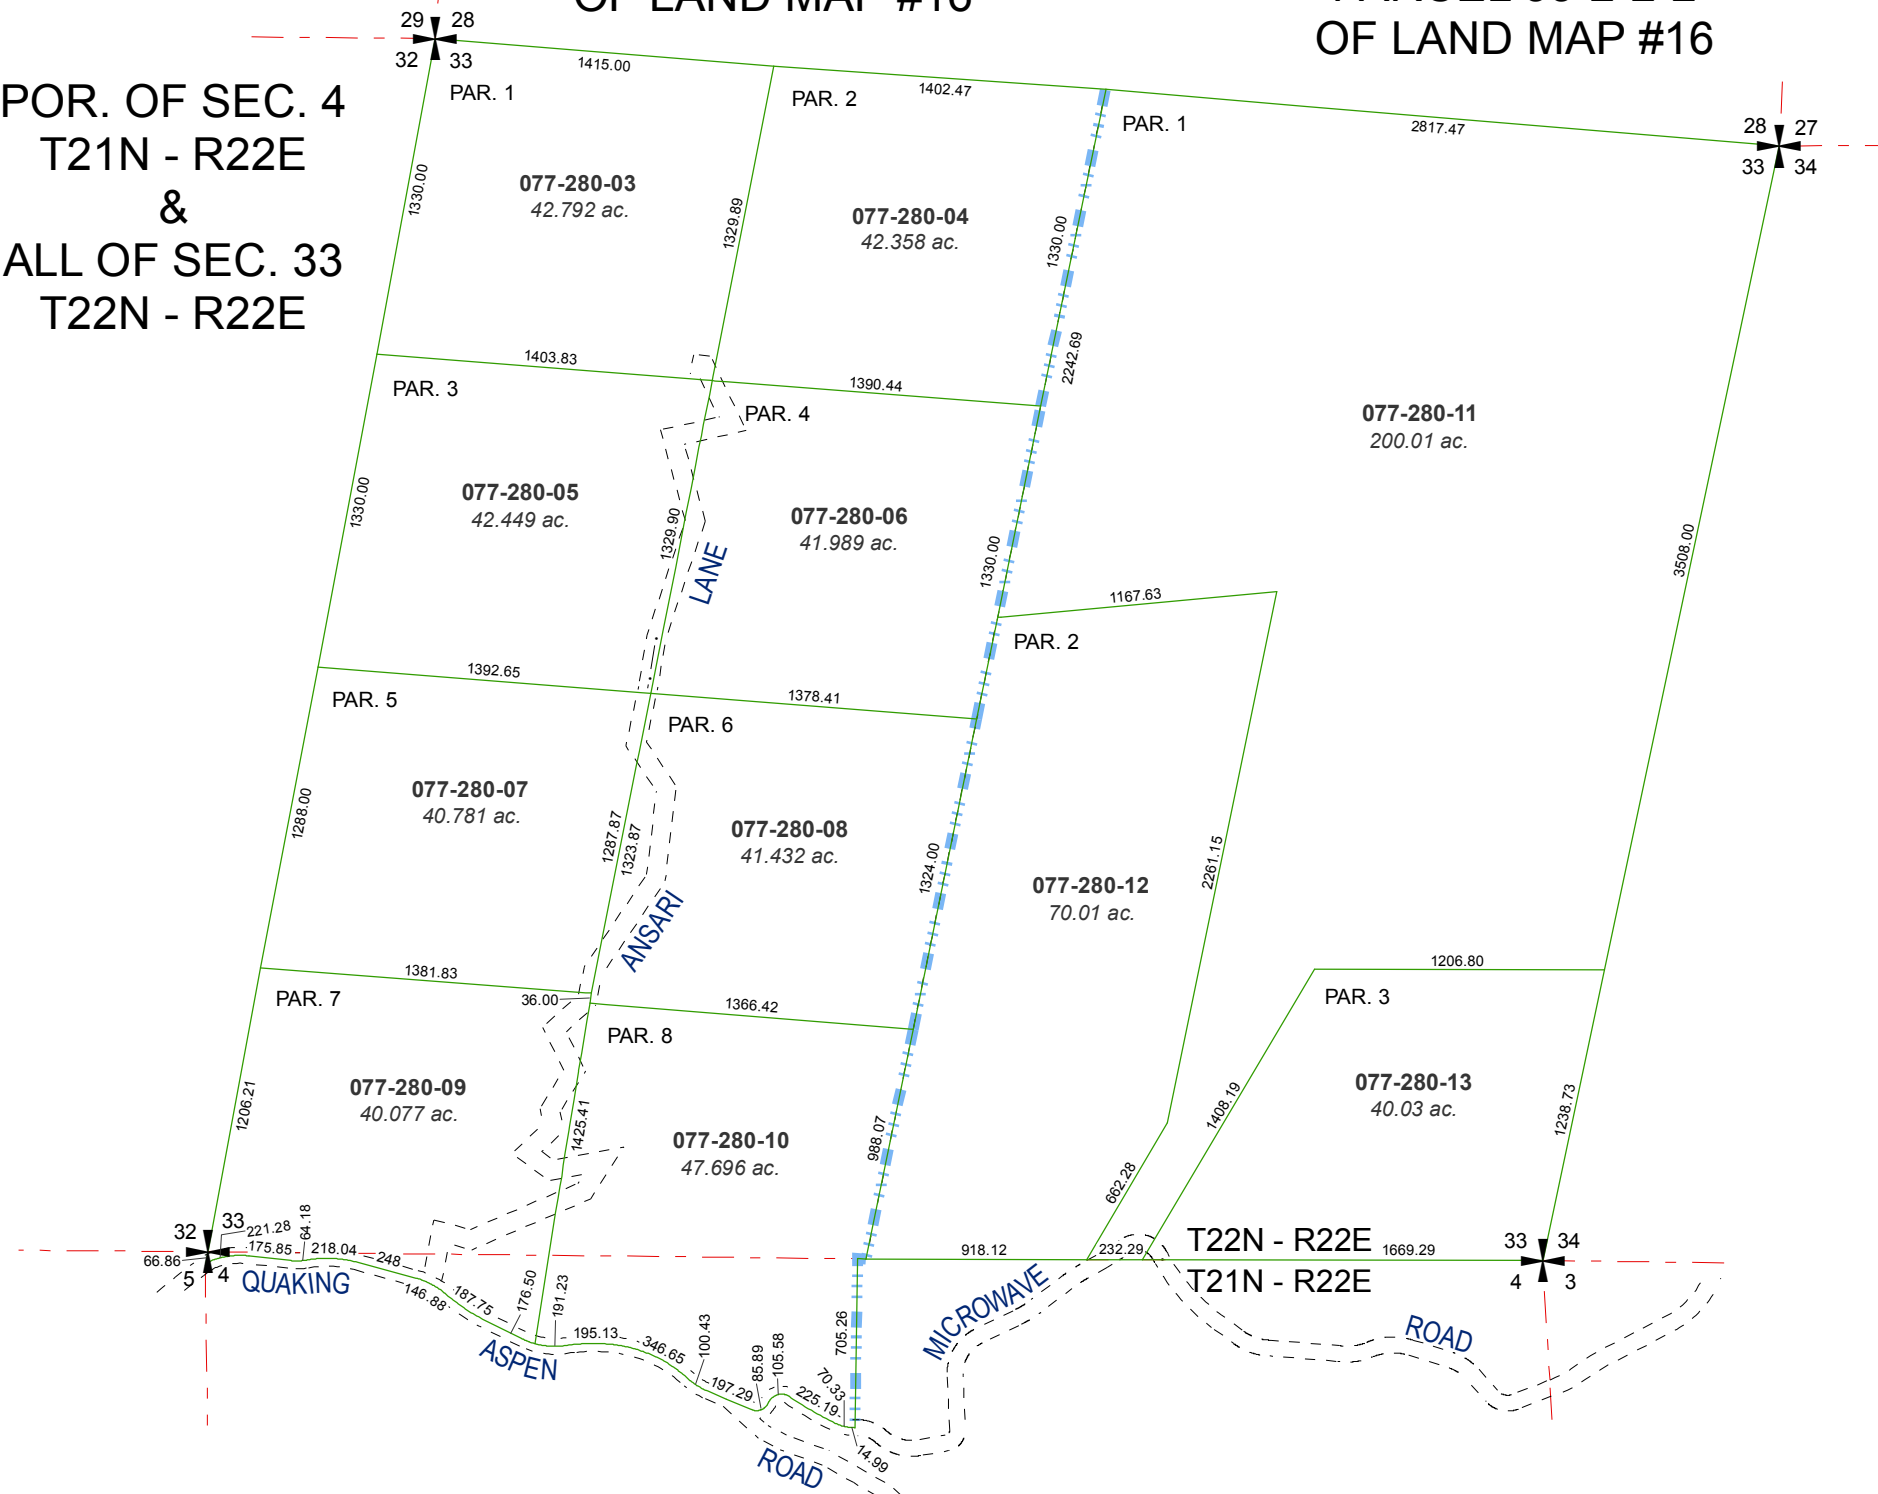 OF LAND MAP #16
OF LAND MAP #16
POR. OF SEC. 4
T21N - R22E
&
ALL OF SEC. 33
T22N - R22E
29 28
32 33
1415.00
1402.47
2817.47
28 27
33 34
PAR. 1
PAR. 2
PAR. 1
1330.00
077-280-03
42.792 ac.
1329.89
077-280-04
42.358 ac.
1330.00
2242.69
077-280-11
200.01 ac.
3508.00
1403.83
1390.44
PAR. 3
PAR. 4
1330.00
077-280-05
42.449 ac.
1329.90
LANE
077-280-06
41.989 ac.
1330.00
1167.63
PAR. 2
1392.65
1378.41
PAR. 5
PAR. 6
1288.00
077-280-07
40.781 ac.
1287.87
1323.87
ANSARI
077-280-08
41.432 ac.
1324.00
077-280-12
70.01 ac.
2261.15
1381.83
36.00
1366.42
1206.80
PAR. 7
PAR. 8
PAR. 3
1206.21
077-280-09
40.077 ac.
1425.41
077-280-10
47.696 ac.
988.07
662.28
1408.19
077-280-13
40.03 ac.
1238.73
32 33
5 4
66.86
221.28
175.85
64.18
218.04
248
146.88
187.75
176.50
191.23
195.13
346.65
100.43
197.29
85.89
105.58
70.33
225.19
14.99
705.26
918.12
232.29
T22N - R22E
1669.29
T21N - R22E
33 34
4 3
QUAKING
ASPEN
ROAD
MICROWAVE
ROAD